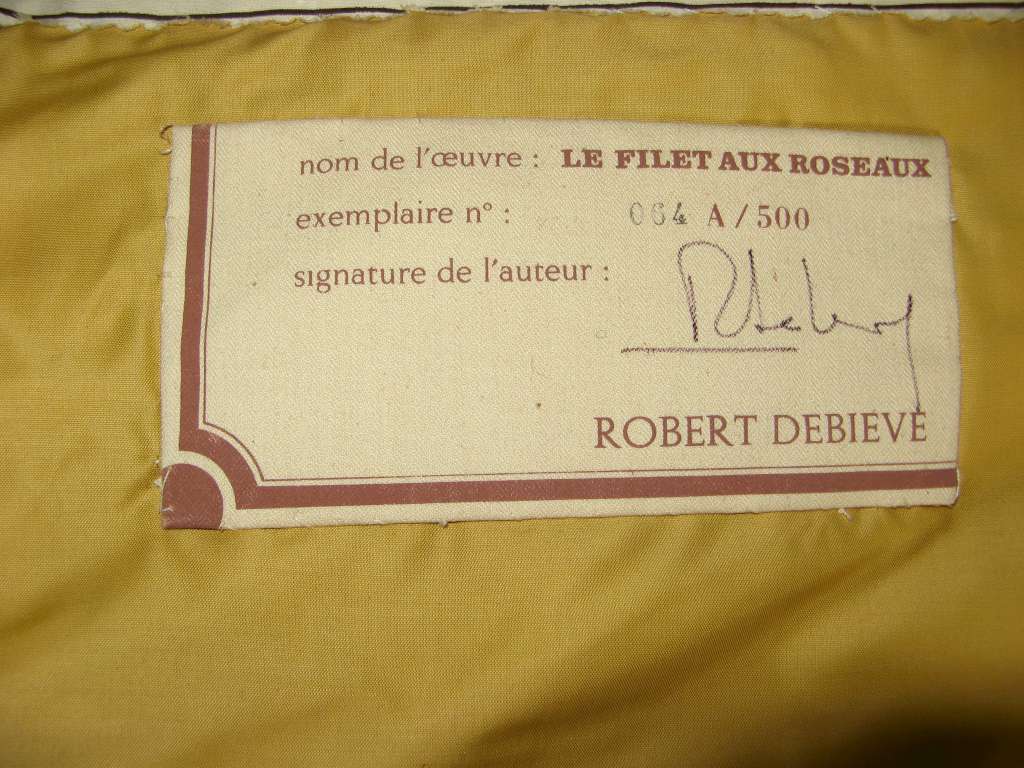 nom de l'œuvre : LE FILET AUX ROSEAUX
exemplaire n° : 064 A / 500
signature de l'auteur :
ROBERT DEBIEVE